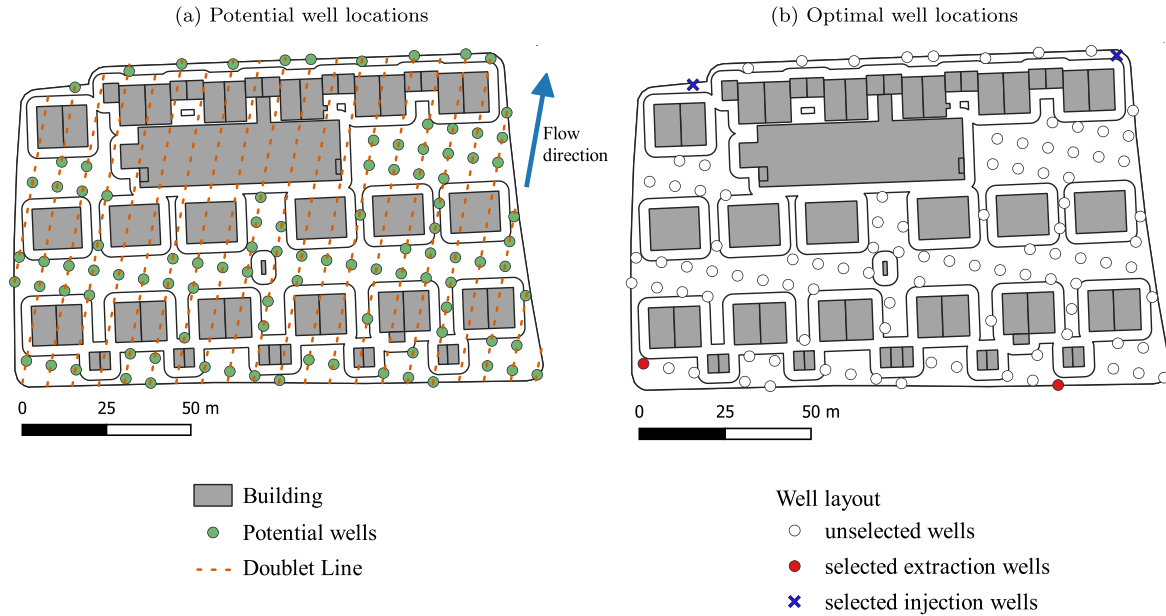 (a) Potential well locations
(b) Optimal well locations
Flow
direction
0 25 50 m
0 25 50 m
Building
Potential wells
Doublet Line
Well layout
unselected wells
selected extraction wells
selected injection wells